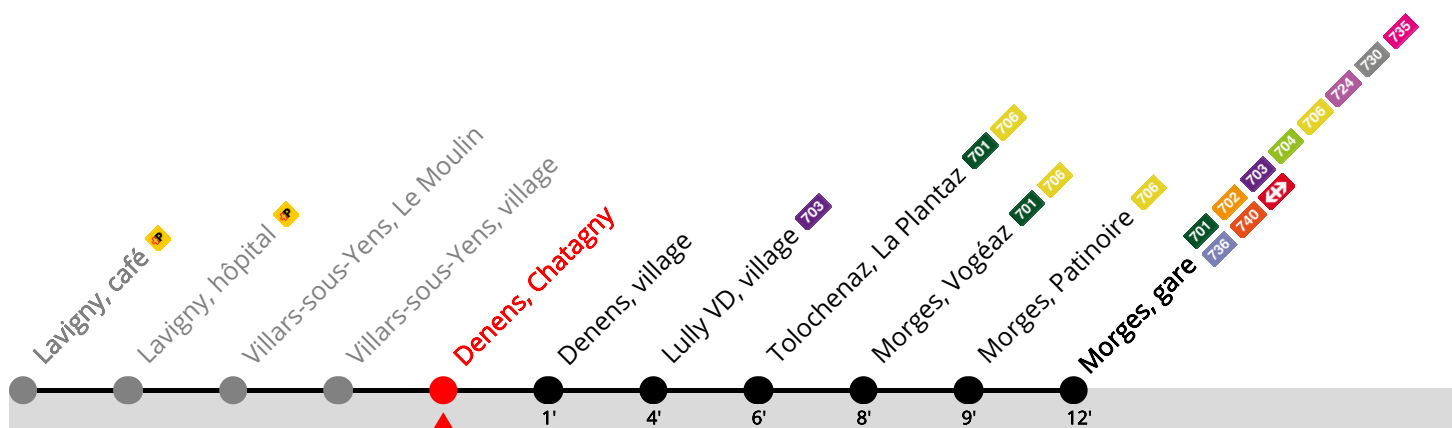 Lavigny, café P
Lavigny, hôpital P
Villars-sous-Yens, Le Moulin
Villars-sous-Yens, village
Denens, Chatagny
Denens, village
Lully VD, village 703
Tolochenaz, La Plantaz 701 706
Morges, Vogéaz 701 706
Morges, Patinoire 706
Morges, gare 701 702 703 704 706 724 730 735
736 740
1' 4' 6' 8' 9' 12'